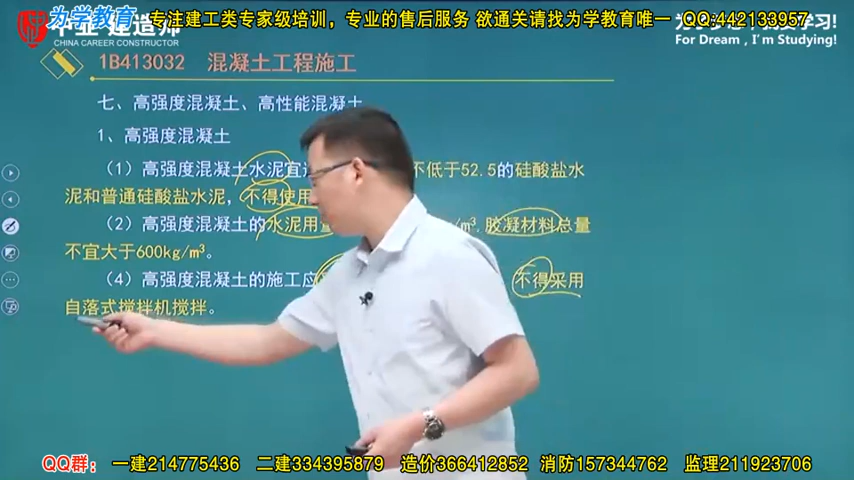 为学教育 专注建工类专家级培训，专业的售后服务 欲通关请找为学教育唯一 QQ:442133957
CHINA CAREER CONSTRUCTOR
For Dream , I'm Studying!
1B413032 混凝土工程施工
七、高强度混凝土、高性能混凝土
1、高强度混凝土
（1）高强度混凝土水泥宜 不低于52.5的硅酸盐水
泥和普通硅酸盐水泥，不得使用
（2）高强度混凝土的水泥用量 /m³,胶凝材料总量
不宜大于600kg/m³。
（4）高强度混凝土的施工应 不得采用
自落式搅拌机搅拌。
QQ群： 一建214775436 二建334395879 造价366412852 消防157344762 监理211923706